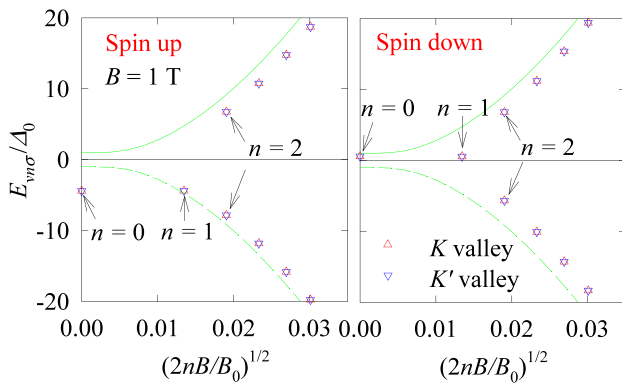 Spin up
B = 1 T
n = 2
n = 0
n = 1
E_{vnσ}/Δ_0
20
10
0
-10
-20
0.00
0.01
0.02
0.03
(2nB/B_0)^{1/2}
Spin down
n = 0
n = 1
n = 2
K valley
K′ valley
0.00
0.01
0.02
0.03
(2nB/B_0)^{1/2}